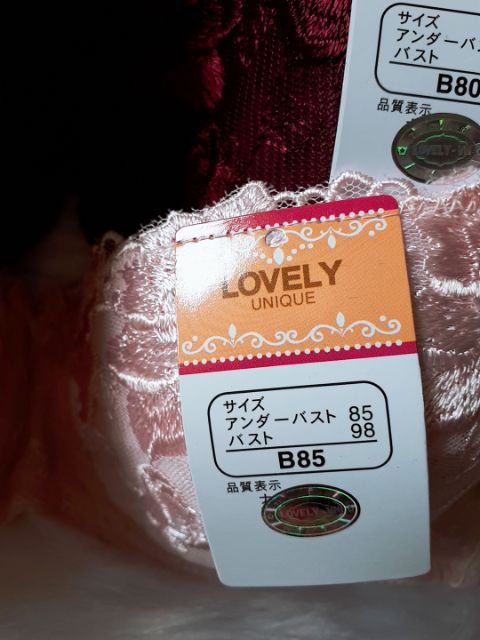 サイズ
アンダーバス
バスト
B80
品質表示
LOVELY
LOVELY
UNIQUE
サイズ
アンダーバスト 85
バスト 98
B85
品質表示
LOVELY